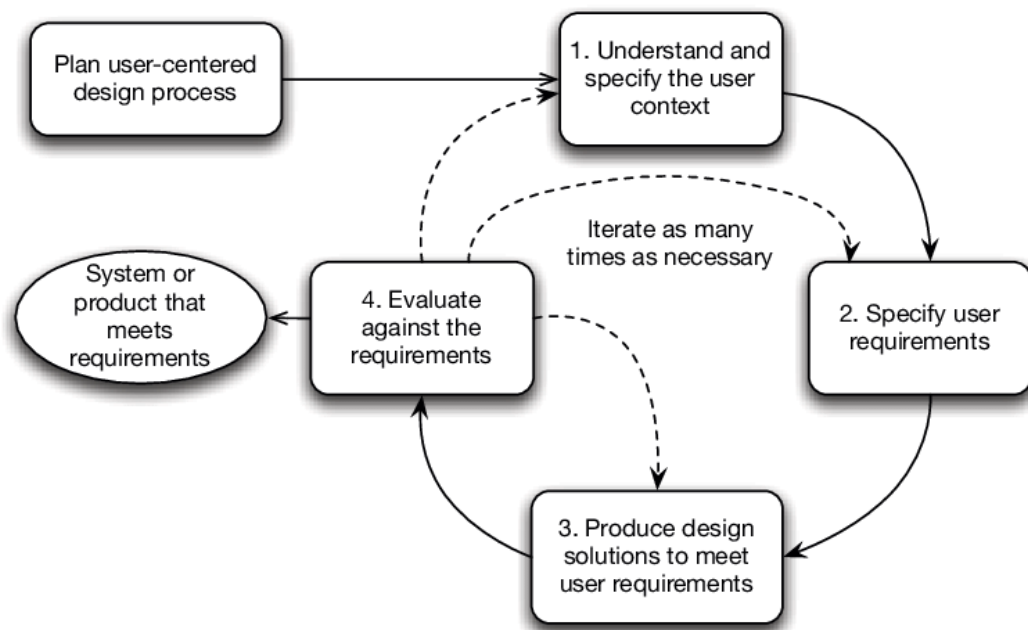 Plan user-centered
design process
1. Understand and
specify the user
context
Iterate as many
times as necessary
System or
product that
meets
requirements
4. Evaluate
against the
requirements
2. Specify user
requirements
3. Produce design
solutions to meet
user requirements